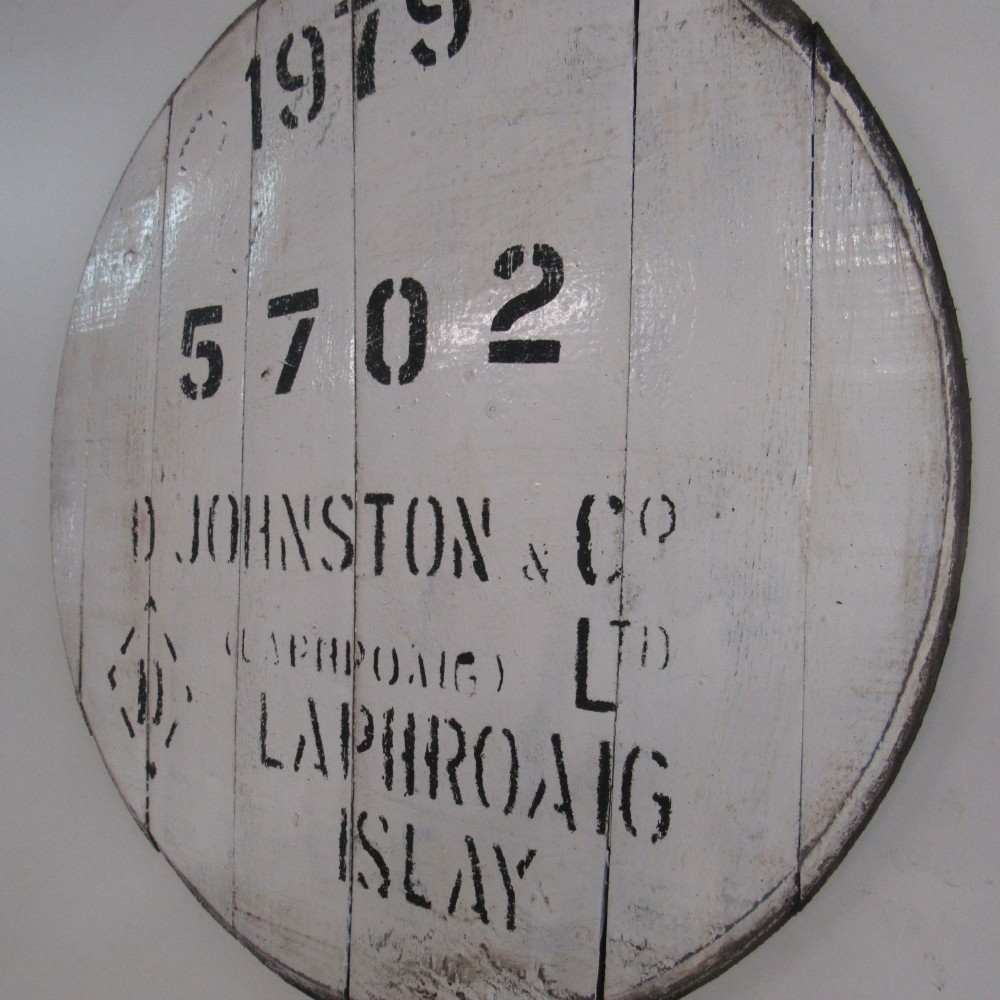 1979
5702
D JOHNSTON & Co
(LAPHROAIG) LTD
D
LAPHROAIG
ISLAY